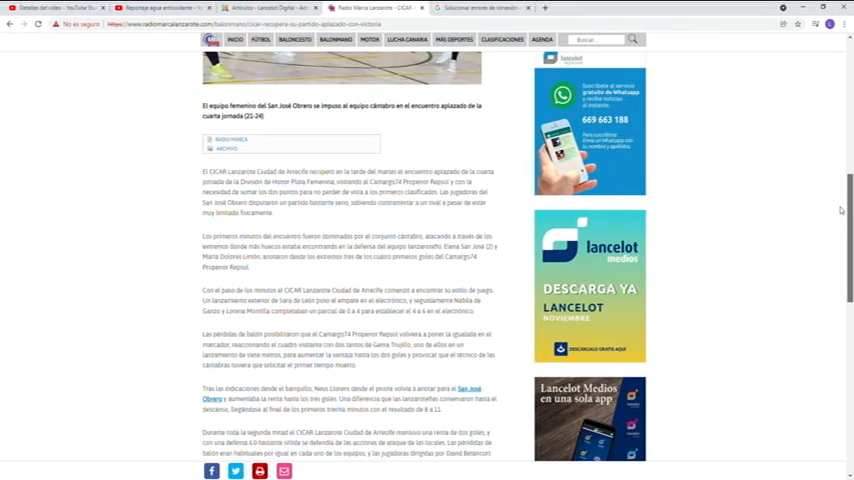 Detalles del vídeo - YouTube Stu
Reportaje agua antioxidante - Yo
Artículos - Lancelot Digital - Act
Radio Marca Lanzarote - CICAR
Solucionar errores de conexión
No es seguro
https://www.radiomarcalanzarote.com/balonmano/cicar-recupera-su-partido-aplazado-con-victoria
INICIO FÚTBOL BALONCESTO BALONMANO MOTOR LUCHA CANARIA MÁS DEPORTES CLASIFICACIONES AGENDA Buscar...
El equipo femenino del San José Obrero se impuso al equipo cántabro en el encuentro aplazado de la
cuarta jornada (21-24)
RADIO MARCA
ARCHIVO
El CICAR Lanzarote Ciudad de Arrecife recuperó en la tarde del martes el encuentro aplazado de la cuarta
jornada de la División de Honor Plata Femenina, visitando al Camargo74 Propenor Repsol y con la
necesidad de sumar los dos puntos para no perder de vista a los primeros clasificados. Las jugadoras del
San José Obrero disputaron un partido bastante serio, sabiendo contrarrestar a un rival a pesar de estar
muy limitado físicamente.
Los primeros minutos del encuentro fueron dominados por el conjunto cántabro, atacando a través de los
extremos donde más huecos estaba encontrando en la defensa del equipo lanzaroteño. Elena San José (2) y
María Dolores Limón, anotaron desde los extremos tres de los cuatro primeros goles del Camargo74
Propenor Repsol.
Con el paso de los minutos el CICAR Lanzarote Ciudad de Arrecife comenzó a encontrar su estilo de juego.
Un lanzamiento exterior de Sara de León puso el empate en el electrónico, y seguidamente Nabila de
Ganzo y Lorena Montilla completaban un parcial de 0 a 4 para establecer el 4 a 6 en el electrónico.
Las pérdidas de balón posibilitaron que el Camargo74 Propenor Repsol volviera a poner la igualada en el
marcador, reaccionando el cuadro visitante con dos tantos de Gema Trujillo, uno de ellos en un
lanzamiento de siete metros, para aumentar la ventaja hasta los dos goles y provocar que el técnico de las
cántabras tuviera que solicitar el primer tiempo muerto.
Tras las indicaciones desde el banquillo, Ness Llorens desde el pivote volvía a anotar para el San José
Obrero y aumentaba la renta hasta los tres goles. Una diferencia que las lanzaroteñas conservaron hasta el
descanso, llegándose al final de los primeros treinta minutos con el resultado de 8 a 11.
Durante toda la segunda mitad el CICAR Lanzarote Ciudad de Arrecife mantuvo una renta de dos goles, y
con una defensa 6:0 bastante sólida se defendía de las acciones de ataque de las locales. Las pérdidas de
balón eran habituales por igual en cada uno de los equipos, y las jugadoras dirigidas por David Betancort
lancelot
Suscríbete al servicio
gratuito de Whatsapp
y recibe noticias
al instante.
669 663 188
Para suscribirse
Envía un Whatsapp
con tu nombre y apellidos.
lancelot
medios
DESCARGA YA
LANCELOT
NOVIEMBRE
DESCÁRGALO GRATIS AQUÍ
Lancelot Medios
en una sola app